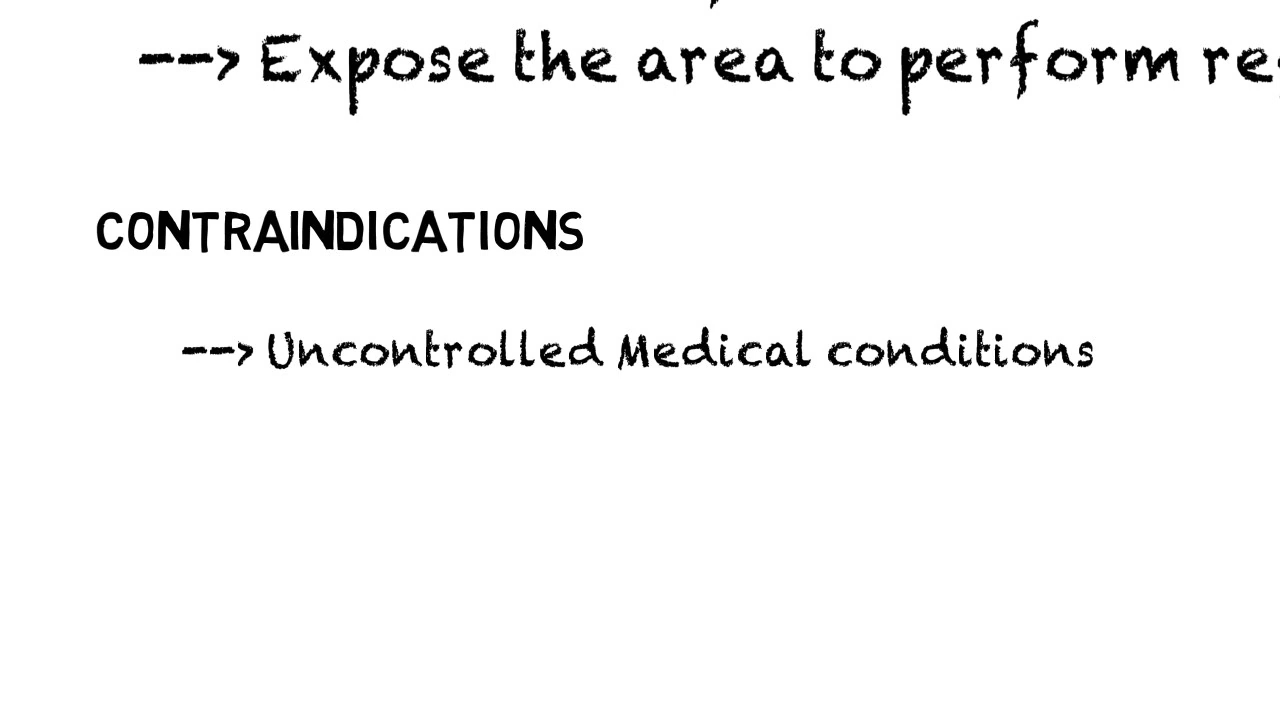 --> Expose the area to perform
CONTRAINDICATIONS
--> Uncontrolled Medical conditions